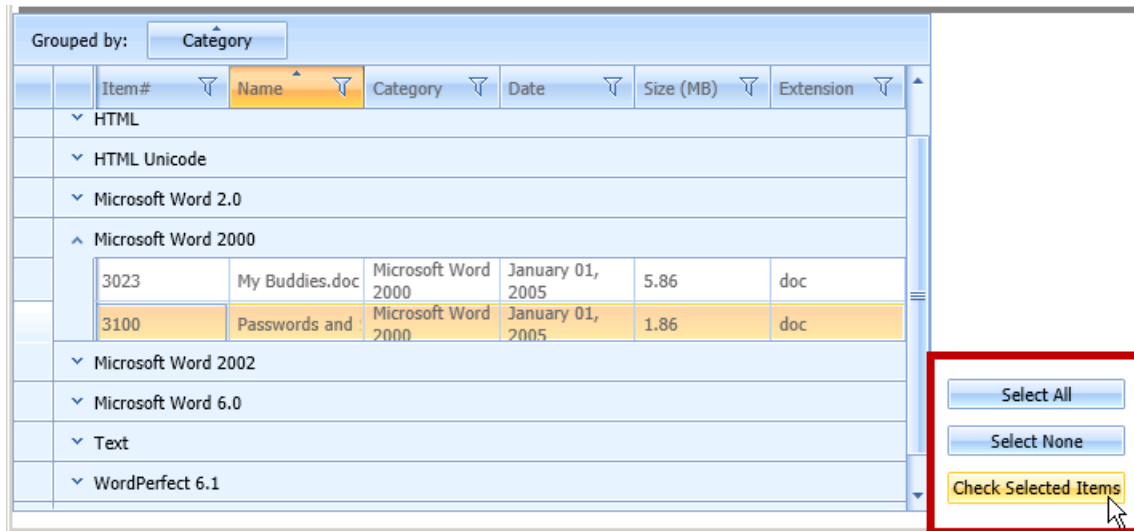 Grouped by: Category
Item# Name Category Date Size (MB) Extension
HTML
HTML Unicode
Microsoft Word 2.0
Microsoft Word 2000
3023 My Buddies.doc Microsoft Word 2000 January 01, 2005 5.86 doc
3100 Passwords and Microsoft Word 2000 January 01, 2005 1.86 doc
Microsoft Word 2002
Microsoft Word 6.0
Text
WordPerfect 6.1
Select All
Select None
Check Selected Items